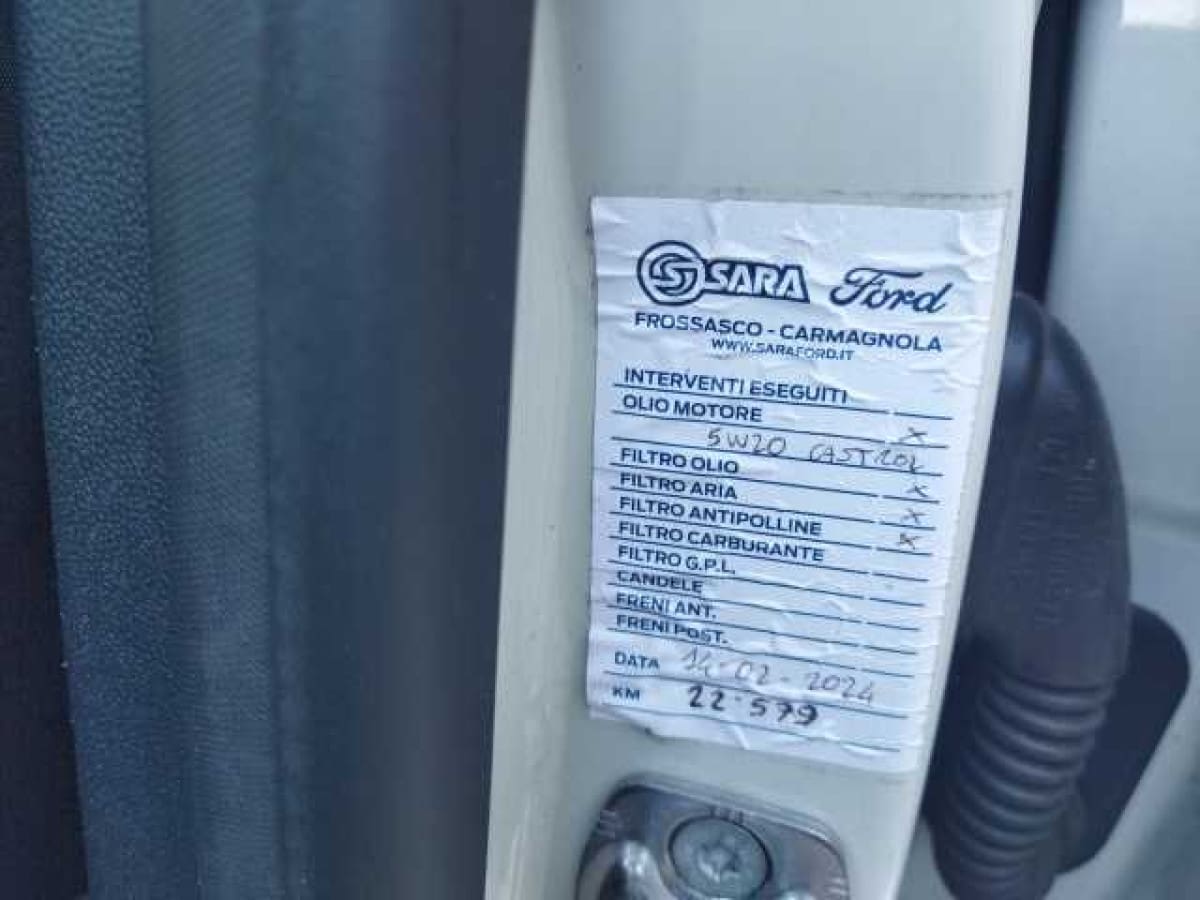 SARA Ford
FROSSASCO - CARMAGNOLA
WWW.SARAFORD.IT
INTERVENTI ESEGUITI
OLIO MOTORE X
5W20 CASTROL
FILTRO OLIO X
FILTRO ARIA X
FILTRO ANTIPOLLINE X
FILTRO CARBURANTE
FILTRO G.P.L.
CANDELE
FRENI ANT.
FRENI POST.
DATA 14-02-2024
KM 22.579